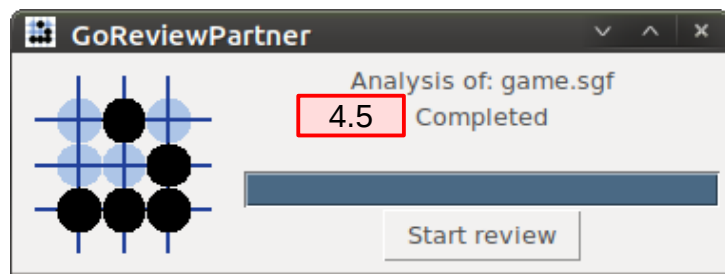 GoReviewPartner
Analysis of: game.sgf
4.5 Completed
Start review